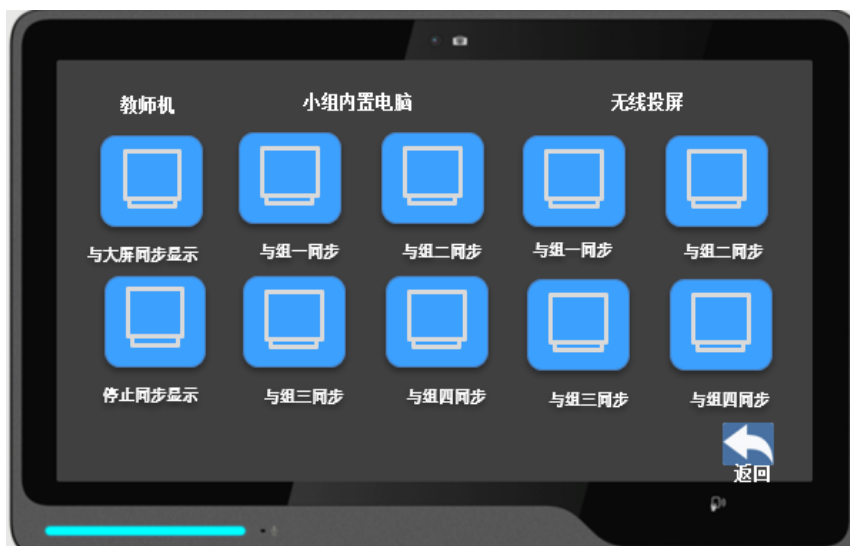 教师机 小组内置电脑 无线投屏
与大屏同步显示 与组一同步 与组二同步 与组一同步 与组二同步
停止同步显示 与组三同步 与组四同步 与组三同步 与组四同步
返回